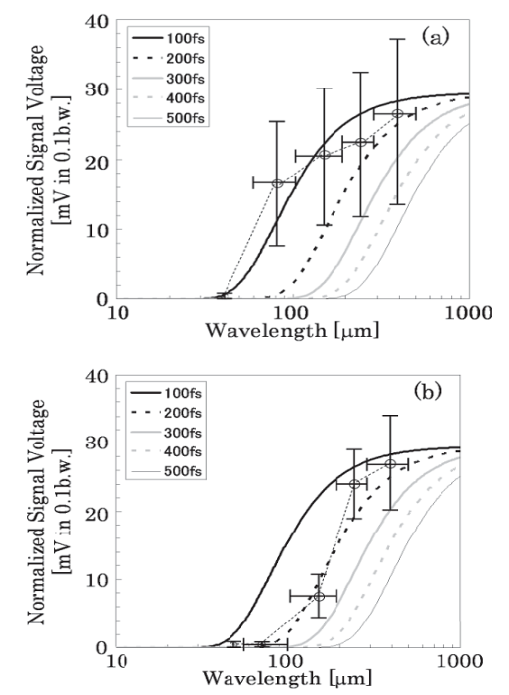 (a)
Normalized Signal Voltage
[mV in 0.1b.w.]
40
30
20
10
0
100fs
200fs
300fs
400fs
500fs
10
100
1000
Wavelength [μm]
(b)
Normalized Signal Voltage
[mV in 0.1b.w.]
40
30
20
10
0
100fs
200fs
300fs
400fs
500fs
10
100
1000
Wavelength [μm]